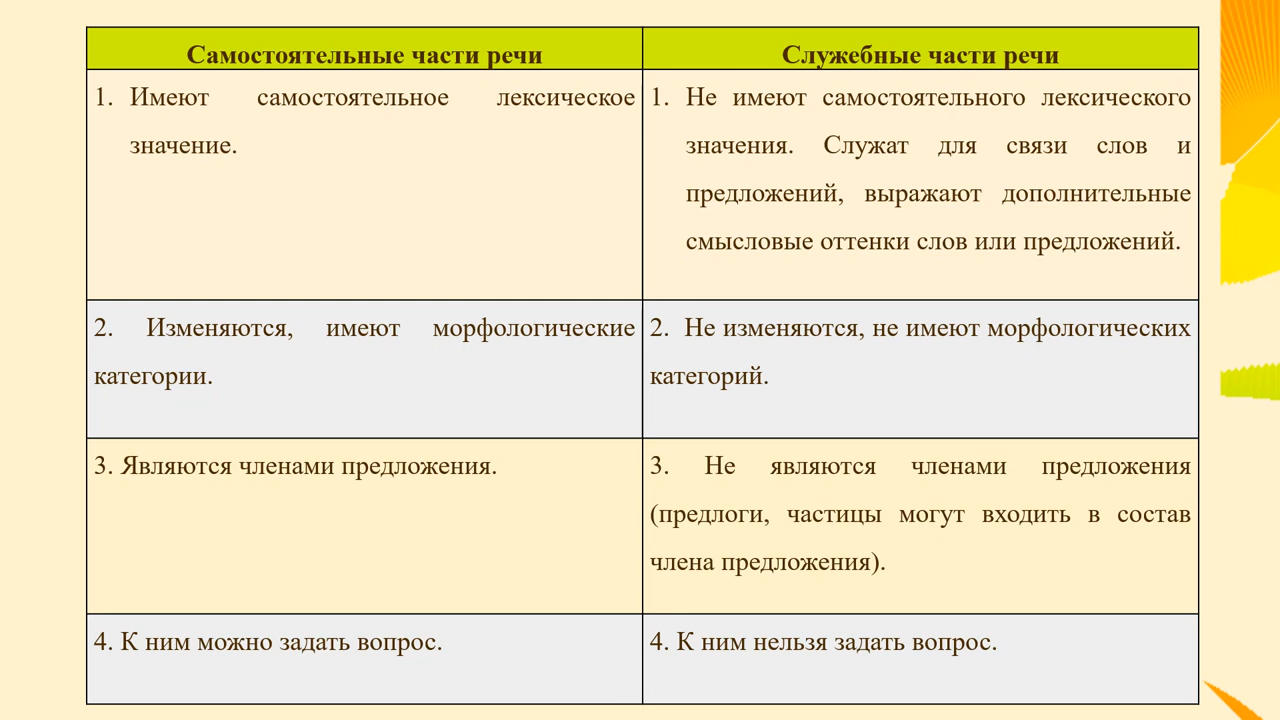 Самостоятельные части речи
Служебные части речи
1. Имеют самостоятельное лексическое
значение.
1. Не имеют самостоятельного лексического
значения. Служат для связи слов и
предложений, выражают дополнительные
смысловые оттенки слов или предложений.
2. Изменяются, имеют морфологические
категории.
2. Не изменяются, не имеют морфологических
категорий.
3. Являются членами предложения.
3. Не являются членами предложения
(предлоги, частицы могут входить в состав
члена предложения).
4. К ним можно задать вопрос.
4. К ним нельзя задать вопрос.